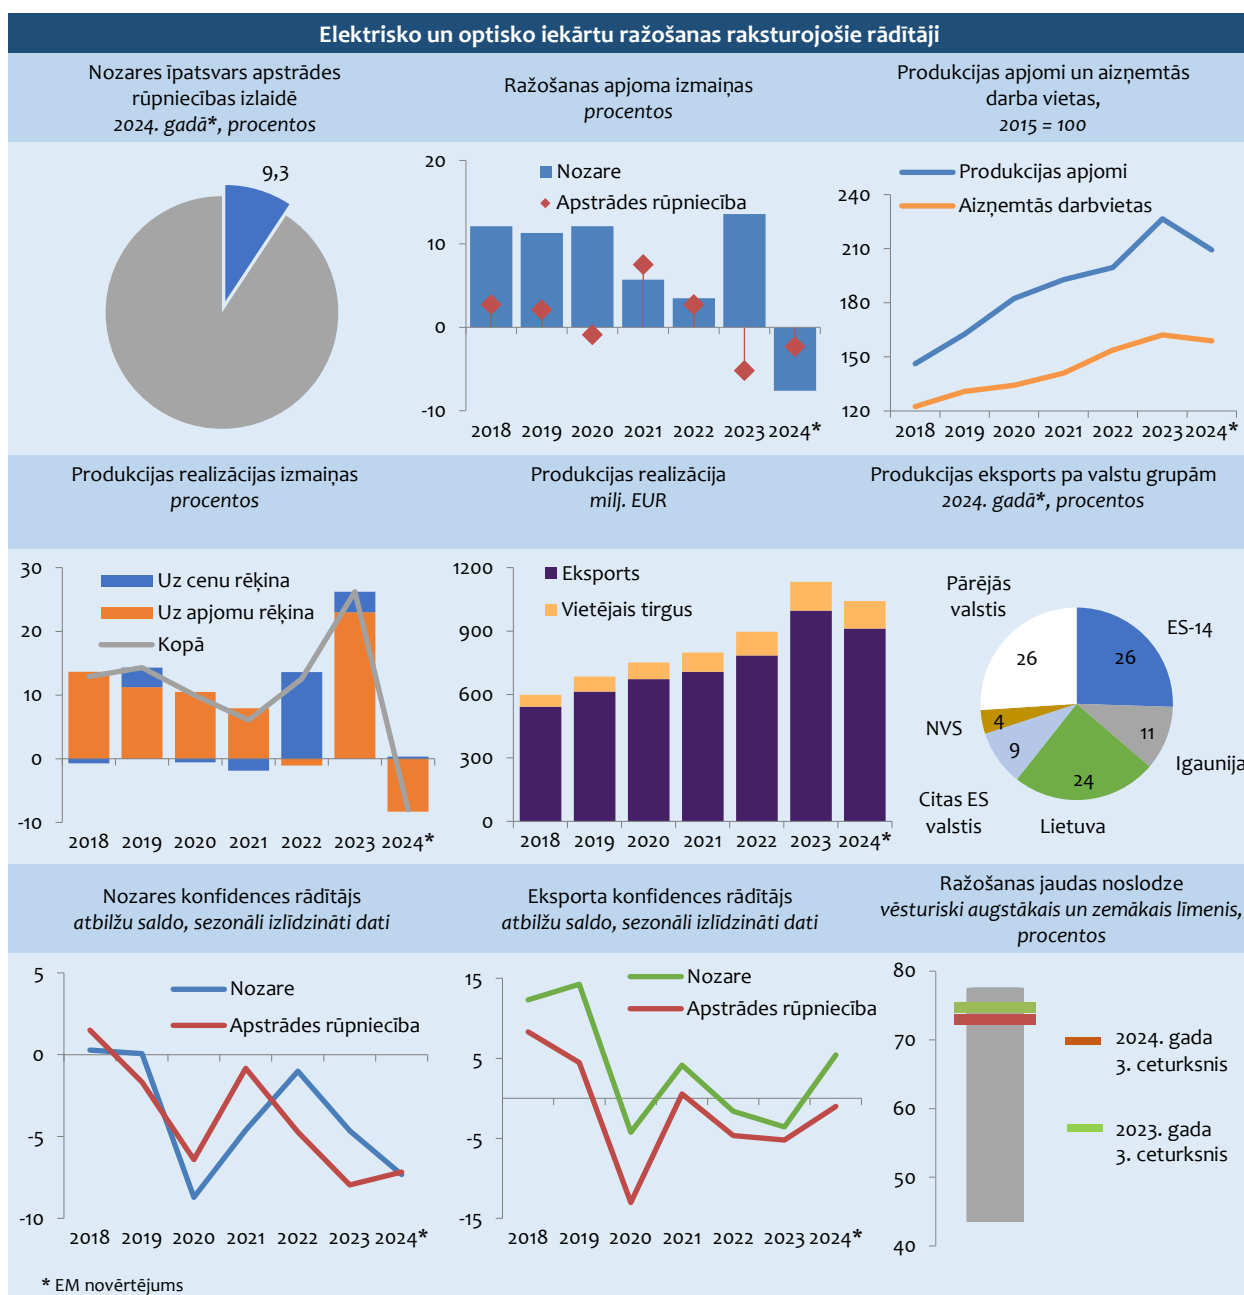 Elektrisko un optisko iekārtu ražošanas raksturojošie rādītāji
Nozares īpatsvars apstrādes
rūpniecības izlaidē
2024. gadā*, procentos
9,3
Ražošanas apjoma izmaiņas
procentos
20
10
0
-10
Nozare
Apstrādes rūpniecība
2018 2019 2020 2021 2022 2023 2024*
Produkcijas apjomi un aizņemtās
darba vietas,
2015 = 100
Produkcijas apjomi
Aizņemtās darbvietas
240
210
180
150
120
2018 2019 2020 2021 2022 2023 2024*
Produkcijas realizācijas izmaiņas
procentos
30
20
10
0
-10
Uz cenu rēķina
Uz apjomu rēķina
Kopā
2018 2019 2020 2021 2022 2023 2024*
Produkcijas realizācija
milj. EUR
1200
900
600
300
0
Eksports
Vietējais tirgus
2018 2019 2020 2021 2022 2023 2024*
Produkcijas eksports pa valstu grupām
2024. gadā*, procentos
Pārējās
valstis
26
ES-14
26
NVS
4
11
Igaunija
9
24
Citas ES
valstis
Lietuva
Nozares konfidences rādītājs
atbilžu saldo, sezonāli izlīdzināti dati
5
0
-5
-10
Nozare
Apstrādes rūpniecība
2018 2019 2020 2021 2022 2023 2024*
Eksporta konfidences rādītājs
atbilžu saldo, sezonāli izlīdzināti dati
15
5
-5
-15
Nozare
Apstrādes rūpniecība
2018 2019 2020 2021 2022 2023 2024*
Ražošanas jaudas noslodze
vēsturiski augstākais un zemākais līmenis,
procentos
80
70
60
50
40
2024. gada
3. ceturksnis
2023. gada
3. ceturksnis
* EM novērtējums